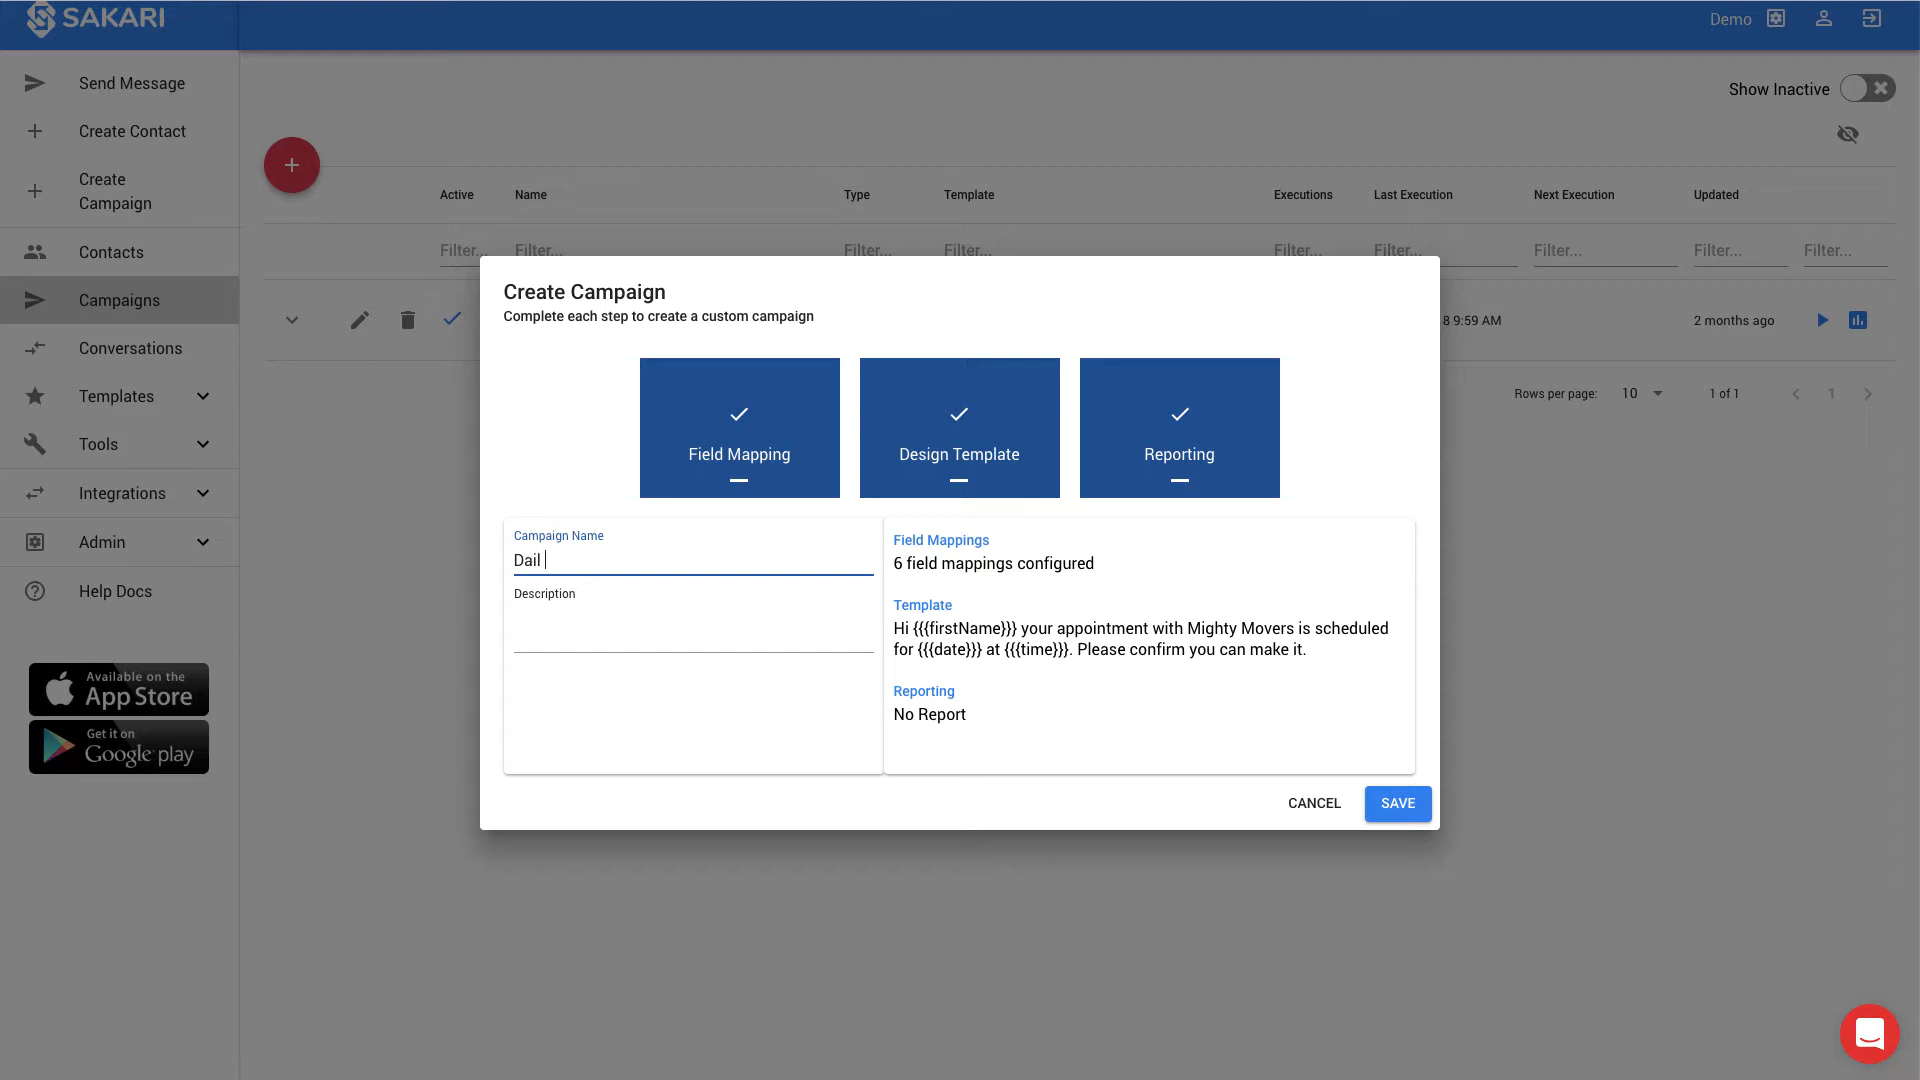 SAKARI
Demo
Send Message
Create Contact
Create
Campaign
Contacts
Campaigns
Conversations
Templates
Tools
Integrations
Admin
Help Docs
Available on the
App Store
Get it on
Google play
Show Inactive
Active Name Type Template Executions Last Execution Next Execution Updated
Filter... Filter... Filter... Filter... Filter... Filter... Filter... Filter... Filter...
8 9:59 AM 2 months ago
Rows per page: 10 1 of 1 1
Create Campaign
Complete each step to create a custom campaign
Field Mapping
Design Template
Reporting
Campaign Name
Dail
Description
Field Mappings
6 field mappings configured
Template
Hi {{{firstName}}} your appointment with Mighty Movers is scheduled
for {{{date}}} at {{{time}}}. Please confirm you can make it.
Reporting
No Report
CANCEL SAVE